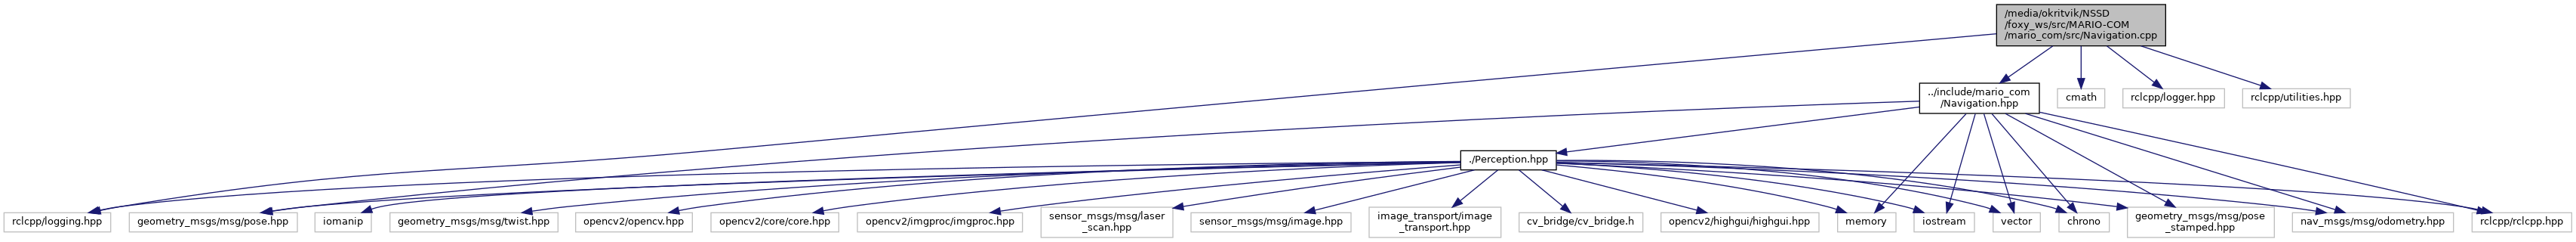 /media/okritvik/NSSD
/foxy_ws/src/MARIO-COM
/mario_com/src/Navigation.cpp
../include/mario_com
/Navigation.hpp
cmath
rclcpp/logger.hpp
rclcpp/utilities.hpp
./Perception.hpp
rclcpp/logging.hpp
geometry_msgs/msg/pose.hpp
iomanip
geometry_msgs/msg/twist.hpp
opencv2/opencv.hpp
opencv2/core/core.hpp
opencv2/imgproc/imgproc.hpp
sensor_msgs/msg/laser
_scan.hpp
sensor_msgs/msg/image.hpp
image_transport/image
_transport.hpp
cv_bridge/cv_bridge.h
opencv2/highgui/highgui.hpp
memory
iostream
vector
chrono
geometry_msgs/msg/pose
_stamped.hpp
nav_msgs/msg/odometry.hpp
rclcpp/rclcpp.hpp